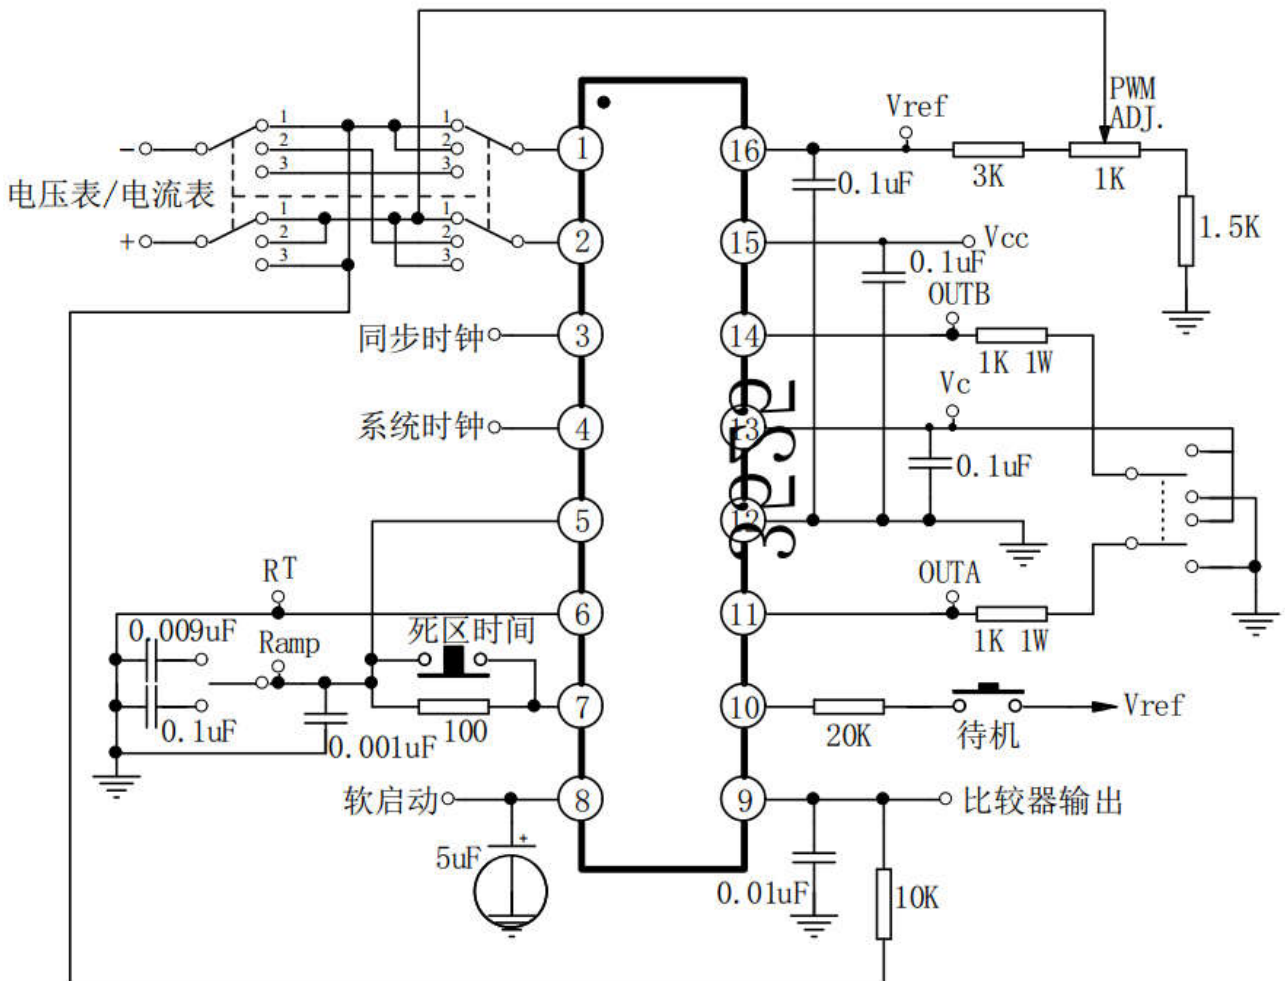 Vref
PWM
ADJ.
1
1
1
16
-
2
2
3K
1K
3
3
0.1uF
电压表/电流表
1
1
+
2
2
2
15
Vcc
1.5K
3
3
0.1uF
OUTB
同步时钟
3
14
1K 1W
Vc
系统时钟
4
13
0.1uF
5
12
RT
OUTA
6
11
0.009uF
死区时间
1K 1W
Ramp
7
10
Vref
0.1uF
100
20K
待机
0.001uF
软启动
8
9
比较器输出
+
5uF
0.01uF
10K